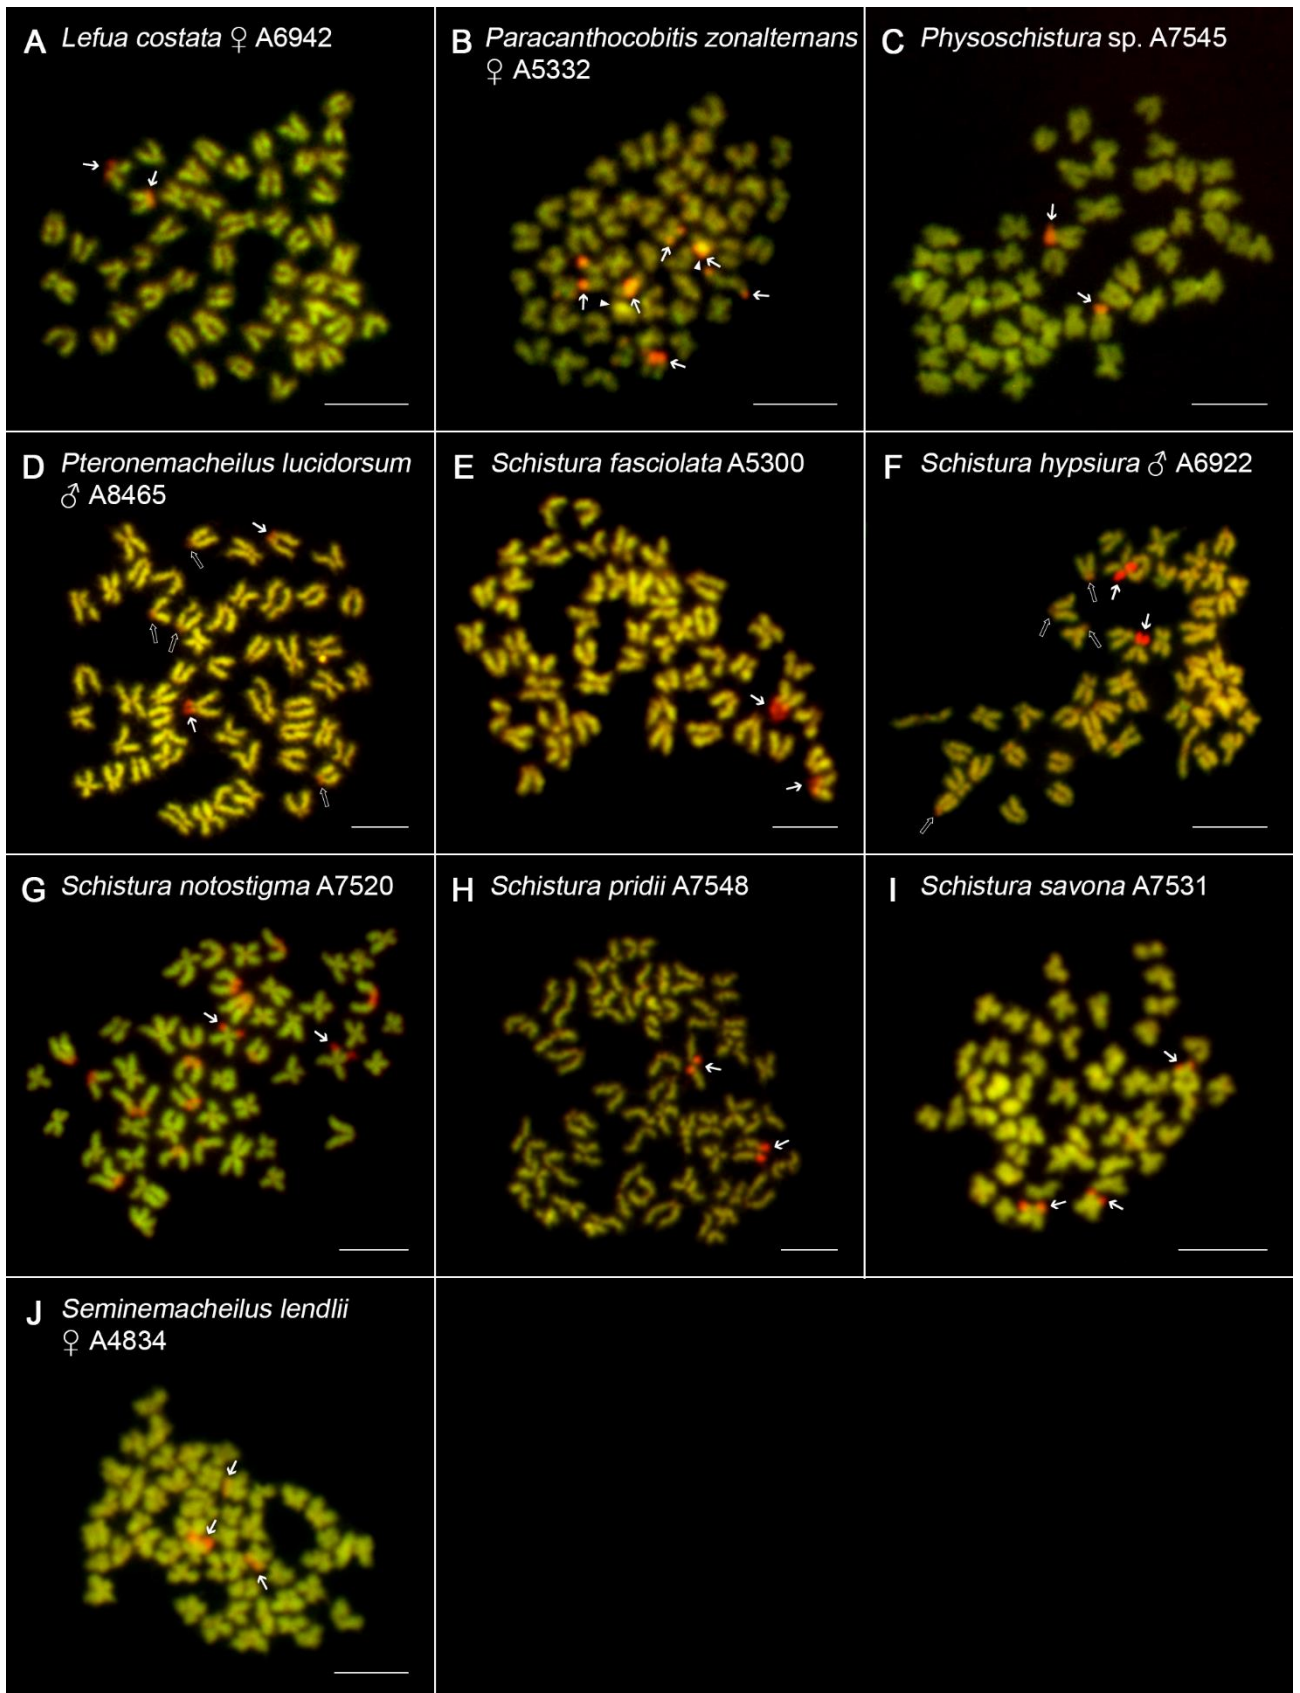 A Lefua costata ♀ A6942
B Paracanthocobitis zonalternans
♀ A5332
C Physoschistura sp. A7545
D Pteronemacheilus lucidorsum
♂ A8465
E Schistura fasciolata A5300
F Schistura hypsiura ♂ A6922
G Schistura notostigma A7520
H Schistura pridii A7548
I Schistura savona A7531
J Seminemacheilus lendlii
♀ A4834